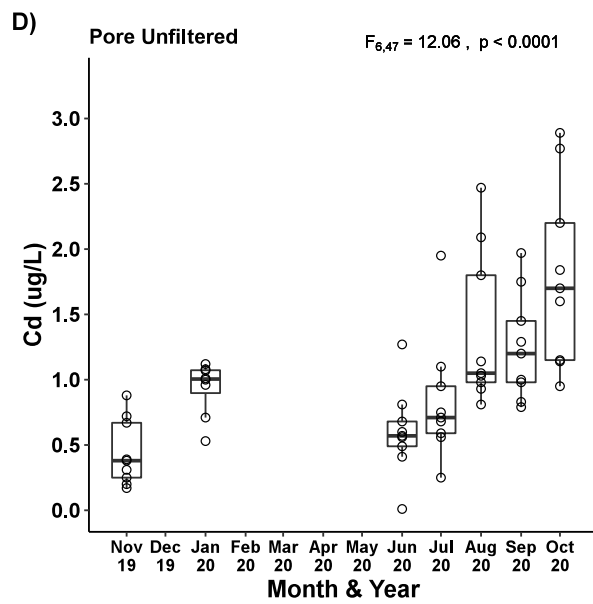 D)
Pore Unfiltered
F6,47 = 12.06 , p < 0.0001
Cd (ug/L)
3.0
2.5
2.0
1.5
1.0
0.5
0.0
Nov Dec Jan Feb Mar Apr May Jun Jul Aug Sep Oct
19 19 20 20 20 20 20 20 20 20 20 20
Month & Year